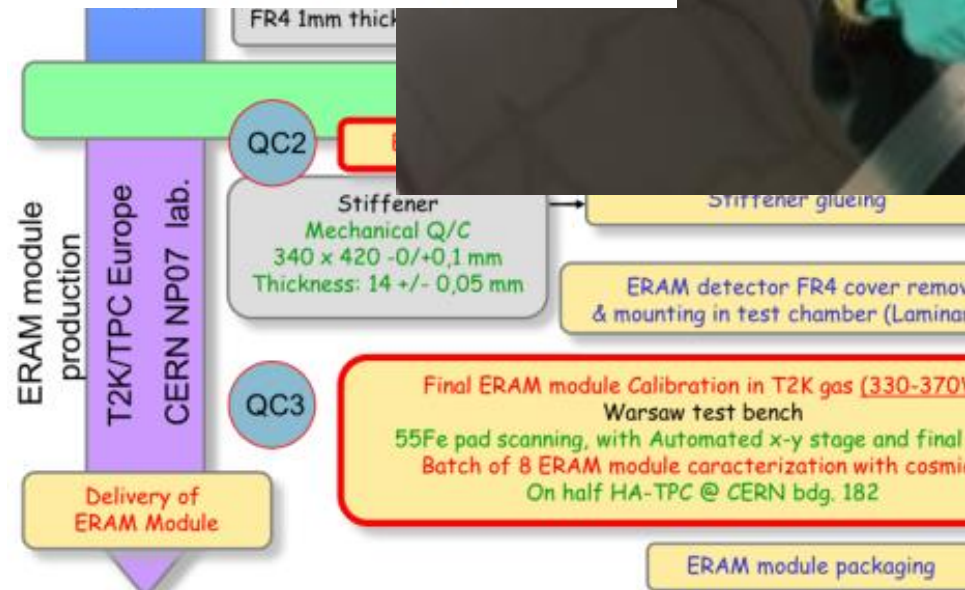 FR4 1mm thick
QC2
Stiffener
Mechanical Q/C
340 x 420 -0/+0,1 mm
Thickness: 14 +/- 0,05 mm
Stiffener glueing
ERAM detector FR4 cover remov
& mounting in test chamber (Laminar
ERAM module
production
T2K/TPC Europe
CERN NP07 lab.
QC3
Final ERAM module Calibration in T2K gas (330-370V
Warsaw test bench
55Fe pad scanning, with Automated x-y stage and final
Batch of 8 ERAM module caracterization with cosmic
On half HA-TPC @ CERN bdg. 182
Delivery of
ERAM Module
ERAM module packaging